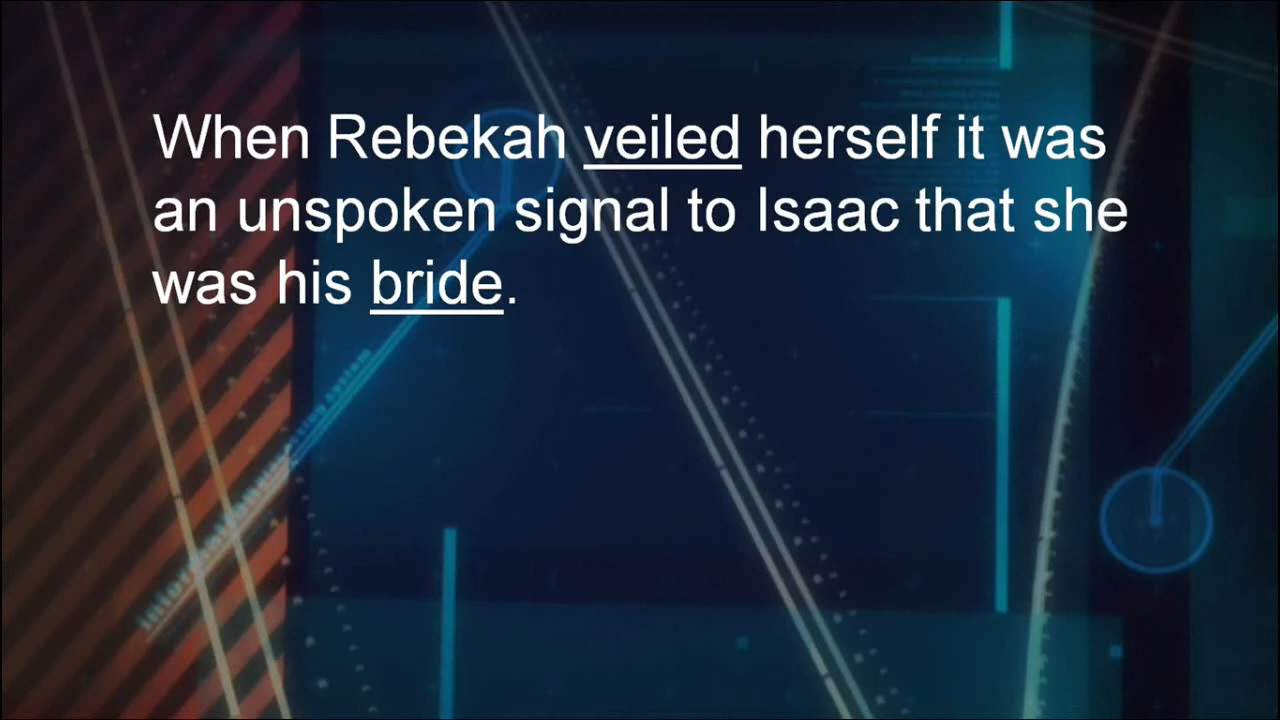 When Rebekah veiled herself it was
an unspoken signal to Isaac that she
was his bride.